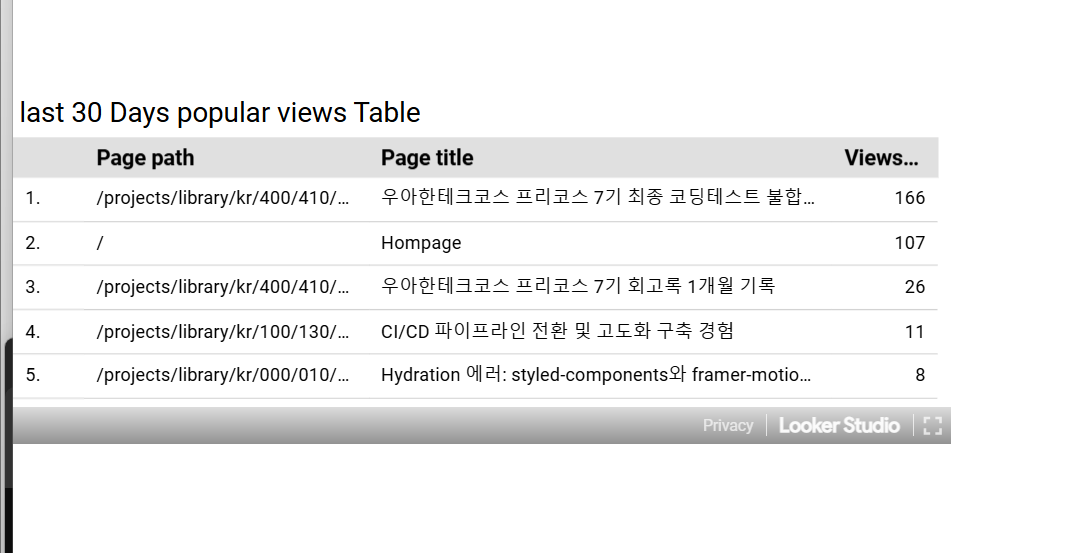 last 30 Days popular views Table
Page path Page title Views…
1. /projects/library/kr/400/410/… 우아한테크코스 프리코스 7기 최종 코딩테스트 불합… 166
2. / Hompage 107
3. /projects/library/kr/400/410/… 우아한테크코스 프리코스 7기 회고록 1개월 기록 26
4. /projects/library/kr/100/130/… CI/CD 파이프라인 전환 및 고도화 구축 경험 11
5. /projects/library/kr/000/010/… Hydration 에러: styled-components와 framer-motio… 8
Privacy Looker Studio